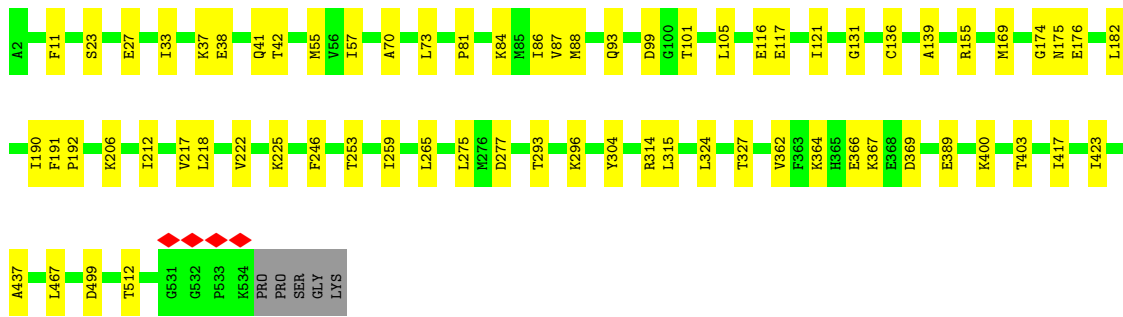 A2 F11 S23 E27 I33 K37 E38 Q41 T42 M55 V56 I57 A70 L73 P81 K84 M85 I86 V87 M88 Q93 D99 G100 T101 L105 E116 E117 I121 G131 C136 A139 R155 M169 G174 N175 E176 L182
I190 F191 P192 K206 I212 V217 L218 V222 K225 F246 T253 I259 L265 L275 M276 D277 T293 K296 Y304 R314 L315 L324 T327 V362 F363 K364 H365 E366 K367 E368 D369 E389 K400 T403 I417 I423
A437 L467 D499 T512 G531 G532 P533 K534 PRO PRO SER GLY LYS